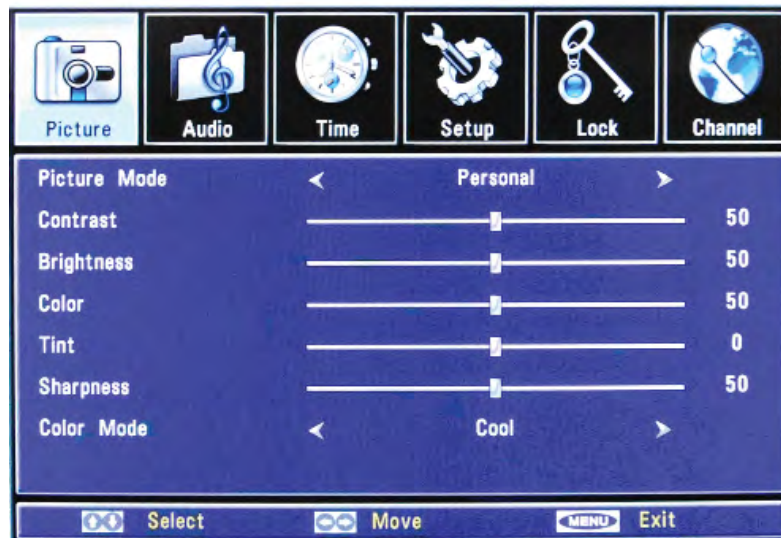 Picture Audio Time Setup Lock Channel
Picture Mode Personal
Contrast 50
Brightness 50
Color 50
Tint 0
Sharpness 50
Color Mode Cool
Select Move MENU Exit